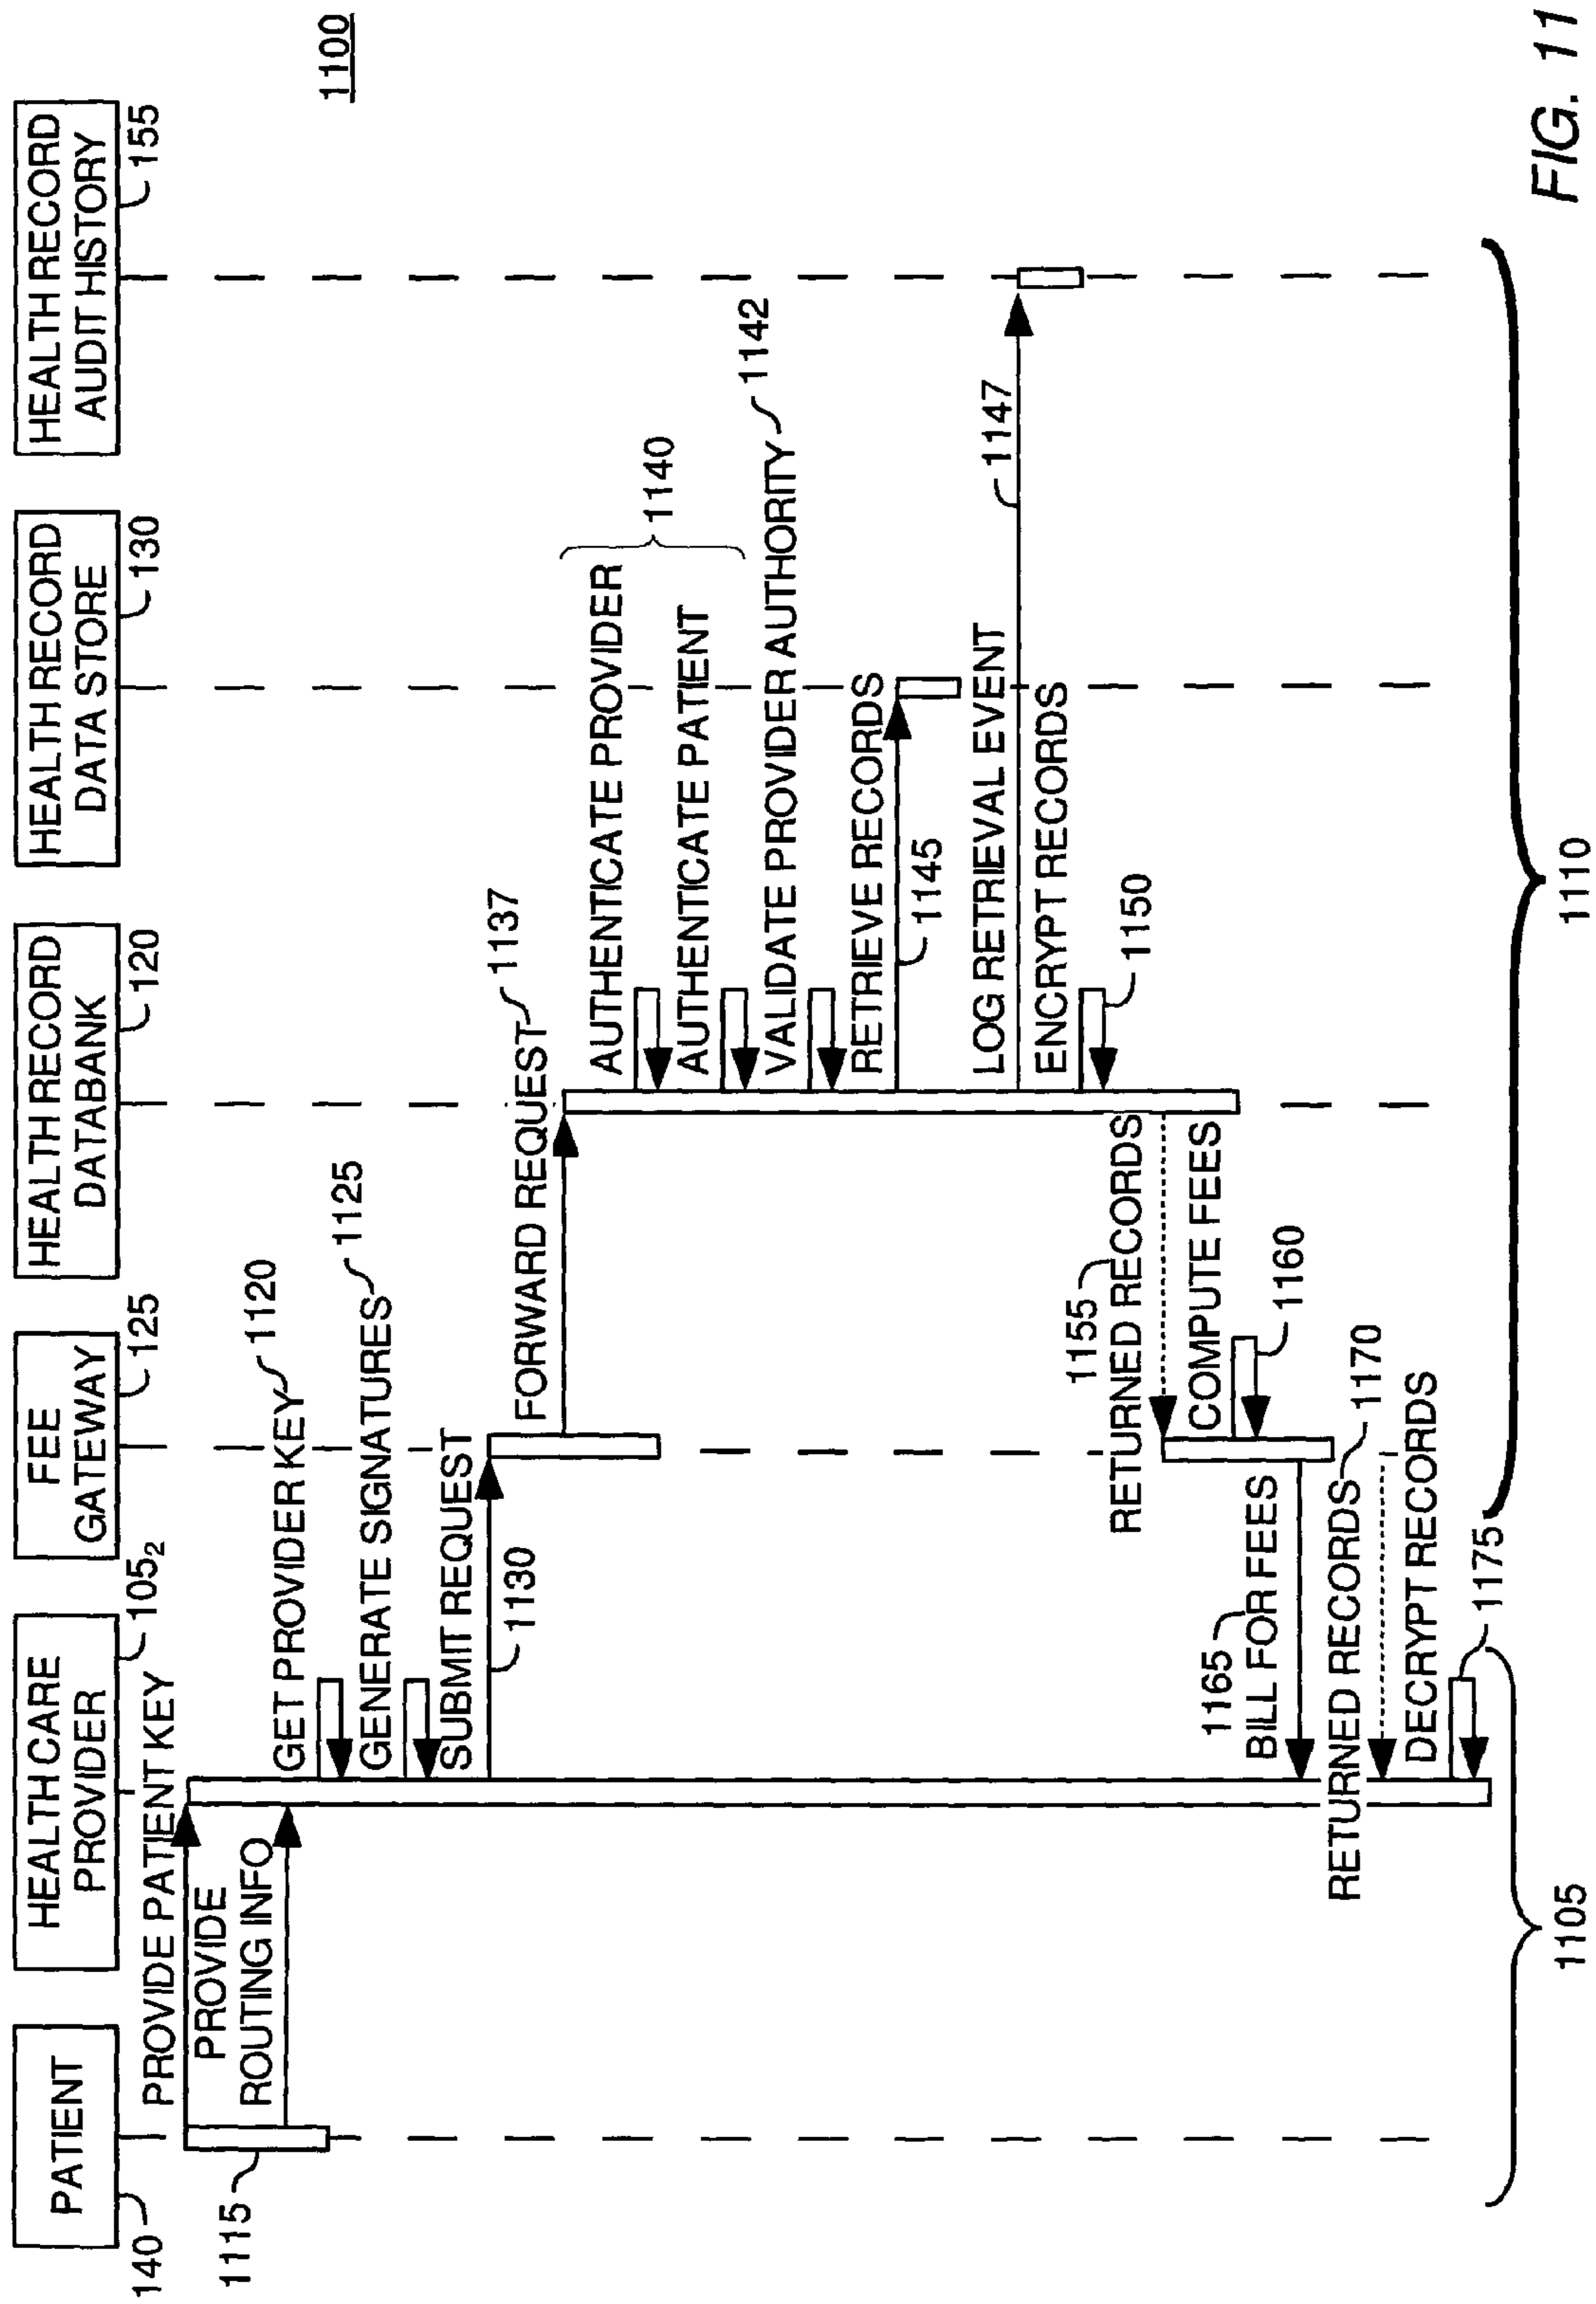 PATIENT
140
HEALTH CARE
PROVIDER
105₂
FEE
GATEWAY
125
HEALTH RECORD
DATABANK
120
HEALTH RECORD
DATA STORE
130
HEALTH RECORD
AUDIT HISTORY
155
1100
PROVIDE PATIENT KEY
PROVIDE
ROUTING INFO
1115
GET PROVIDER KEY
1120
GENERATE SIGNATURES
1125
SUBMIT REQUEST
1130
FORWARD REQUEST
1137
AUTHENTICATE PROVIDER
AUTHENTICATE PATIENT
1140
VALIDATE PROVIDER AUTHORITY
1142
RETRIEVE RECORDS
1145
LOG RETRIEVAL EVENT
1147
ENCRYPT RECORDS
1150
1155
RETURNED RECORDS
COMPUTE FEES
1160
1165
BILL FOR FEES
RETURNED RECORDS
1170
DECRYPT RECORDS
1175
1105
1110
FIG. 11